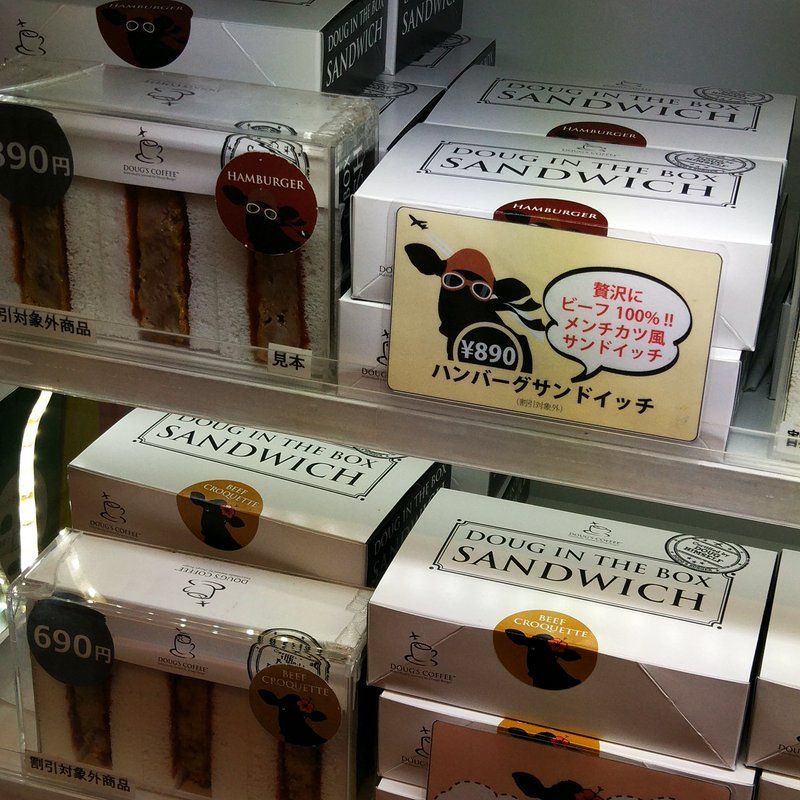 HAMBURGER
DOUG IN THE BOX
SANDWICH
SANDWICH
890円
DOUG'S COFFEE
HAMBURGER
引対象外商品
見本
DOUG IN THE BOX
SANDWICH
HAMBURGER
DOUG IN THE BOX
SANDWICH
HAMBURGER
贅沢に
ビーフ100%!!
メンチカツ風
サンドイッチ
¥890
ハンバーグサンドイッチ
(割引対象外)
DOUG IN THE BOX
SANDWICH
BEEF
CROQUETTE
DOUG'S COFFEE
DOUG'S COFFEE
690円
DOUG'S COFFEE
BEEF
CROQUETTE
割引対象外商品
DOUG IN THE BOX
SANDWICH
BEEF
CROQUETTE
DOUG'S COFFEE